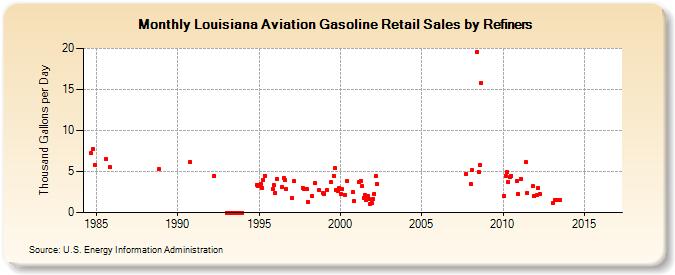 Monthly Louisiana Aviation Gasoline Retail Sales by Refiners
Thousand Gallons per Day
20
15
10
5
0
1985 1990 1995 2000 2005 2010 2015
Source: U.S. Energy Information Administration